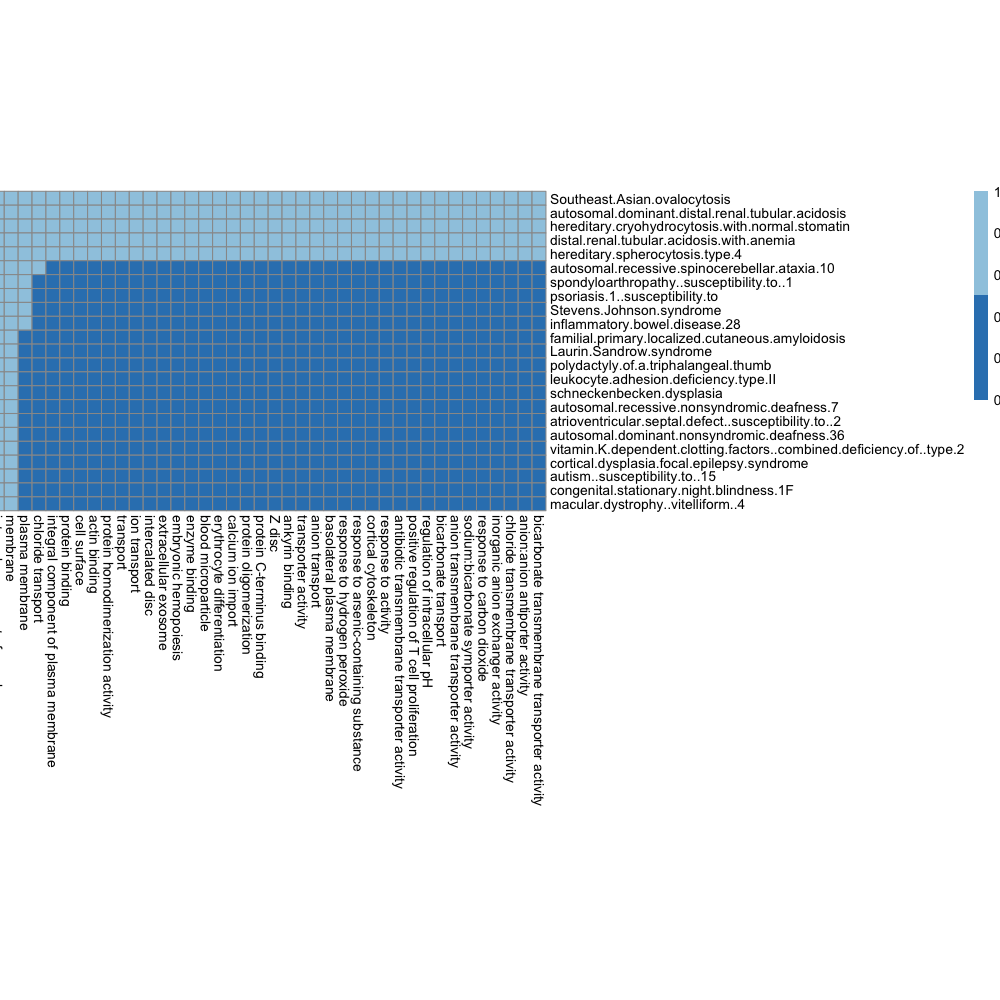 Southeast.Asian.ovalocytosis
autosomal.dominant.distal.renal.tubular.acidosis
hereditary.cryohydrocytosis.with.normal.stomatin
distal.renal.tubular.acidosis.with.anemia
hereditary.spherocytosis.type.4
autosomal.recessive.spinocerebellar.ataxia.10
spondyloarthropathy..susceptibility.to..1
psoriasis.1..susceptibility.to
Stevens.Johnson.syndrome
inflammatory.bowel.disease.28
familial.primary.localized.cutaneous.amyloidosis
Laurin.Sandrow.syndrome
polydactyly.of.a.triphalangeal.thumb
leukocyte.adhesion.deficiency.type.II
schneckenbecken.dysplasia
autosomal.recessive.nonsyndromic.deafness.7
atrioventricular.septal.defect..susceptibility.to..2
autosomal.dominant.nonsyndromic.deafness.36
vitamin.K.dependent.clotting.factors..combined.deficiency.of..type.2
cortical.dysplasia.focal.epilepsy.syndrome
autism..susceptibility.to..15
congenital.stationary.night.blindness.1F
macular.dystrophy..vitelliform..4
membrane
plasma membrane
chloride transport
integral component of plasma membrane
protein binding
cell surface
actin binding
protein homodimerization activity
transport
ion transport
intercalated disc
extracellular exosome
embryonic hemopoiesis
enzyme binding
blood microparticle
erythrocyte differentiation
calcium ion import
protein oligomerization
protein C-terminus binding
Z disc
ankyrin binding
transporter activity
anion transport
basolateral plasma membrane
response to hydrogen peroxide
response to arsenic-containing substance
cortical cytoskeleton
response to activity
antibiotic transmembrane transporter activity
positive regulation of T cell proliferation
regulation of intracellular pH
bicarbonate transport
anion transmembrane transporter activity
sodium:bicarbonate symporter activity
response to carbon dioxide
inorganic anion exchanger activity
chloride transmembrane transporter activity
anion:anion antiporter activity
bicarbonate transmembrane transporter activity
1
0
0
0
0
0